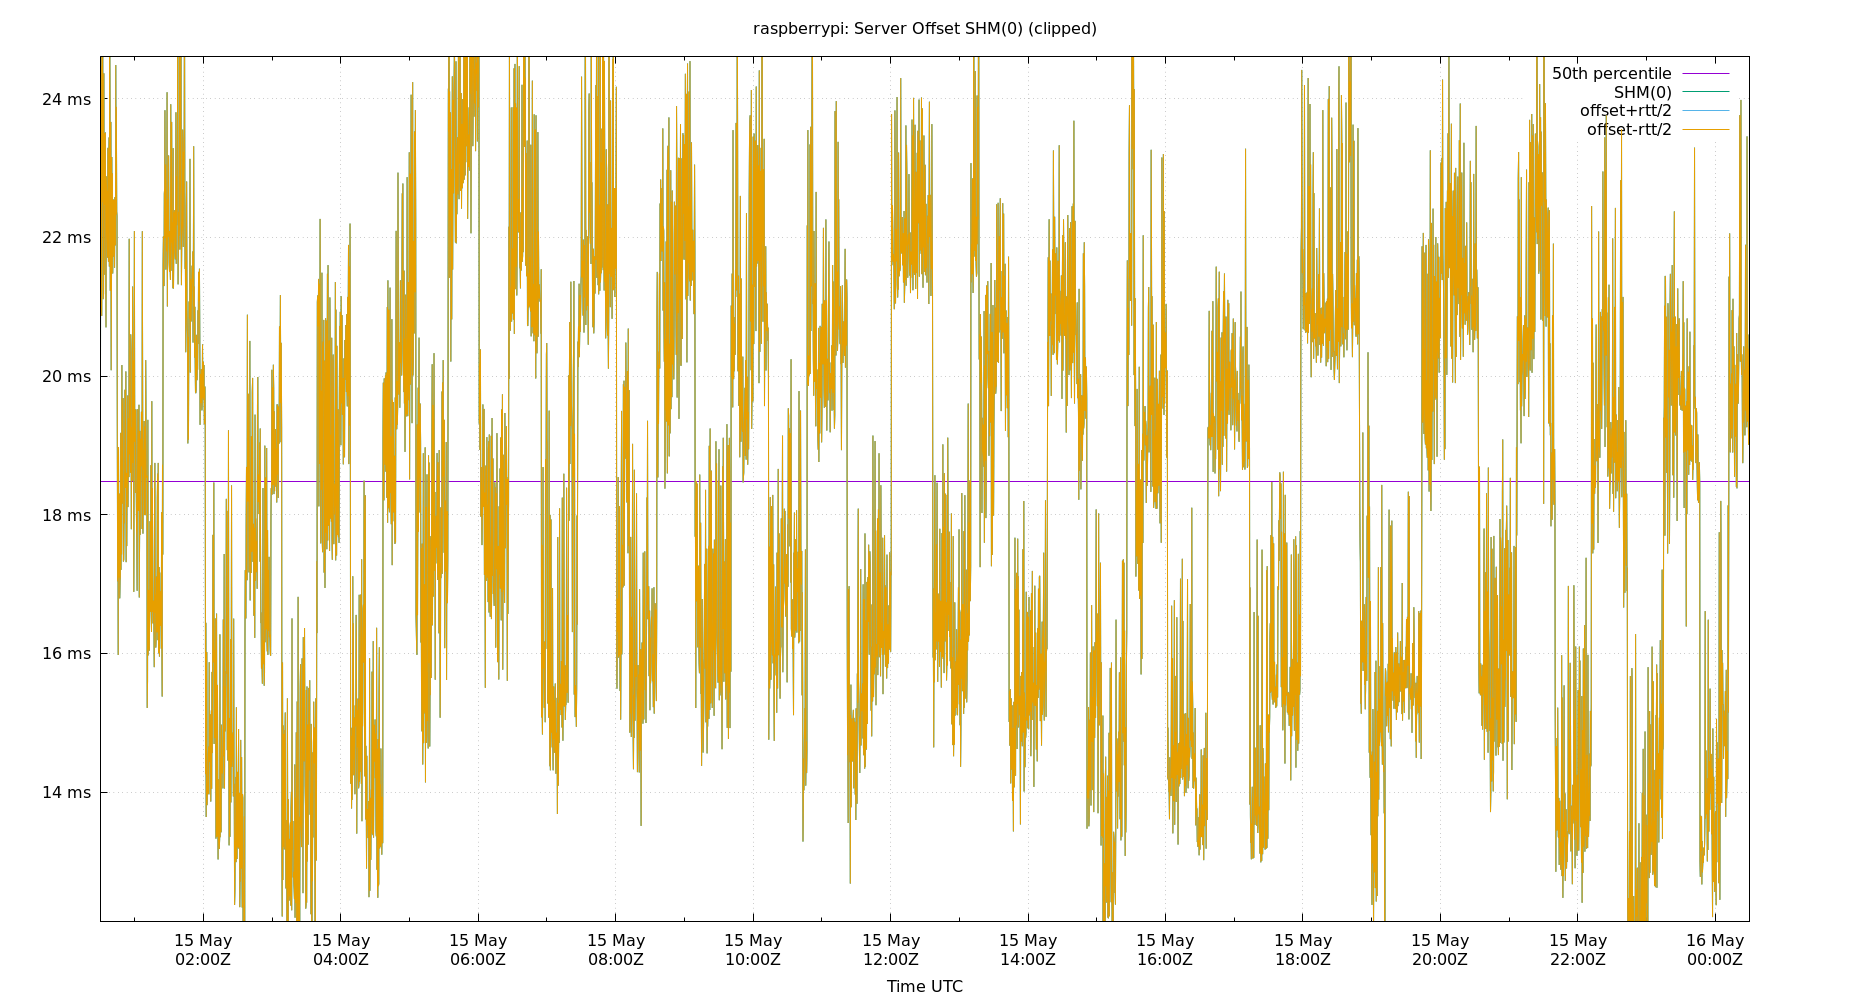 raspberrypi: Server Offset SHM(0) (clipped)
50th percentile
SHM(0)
offset+rtt/2
offset-rtt/2
24 ms
22 ms
20 ms
18 ms
16 ms
14 ms
15 May 15 May 15 May 15 May 15 May 15 May 15 May 15 May 15 May 15 May 15 May 16 May
02:00Z 04:00Z 06:00Z 08:00Z 10:00Z 12:00Z 14:00Z 16:00Z 18:00Z 20:00Z 22:00Z 00:00Z
Time UTC